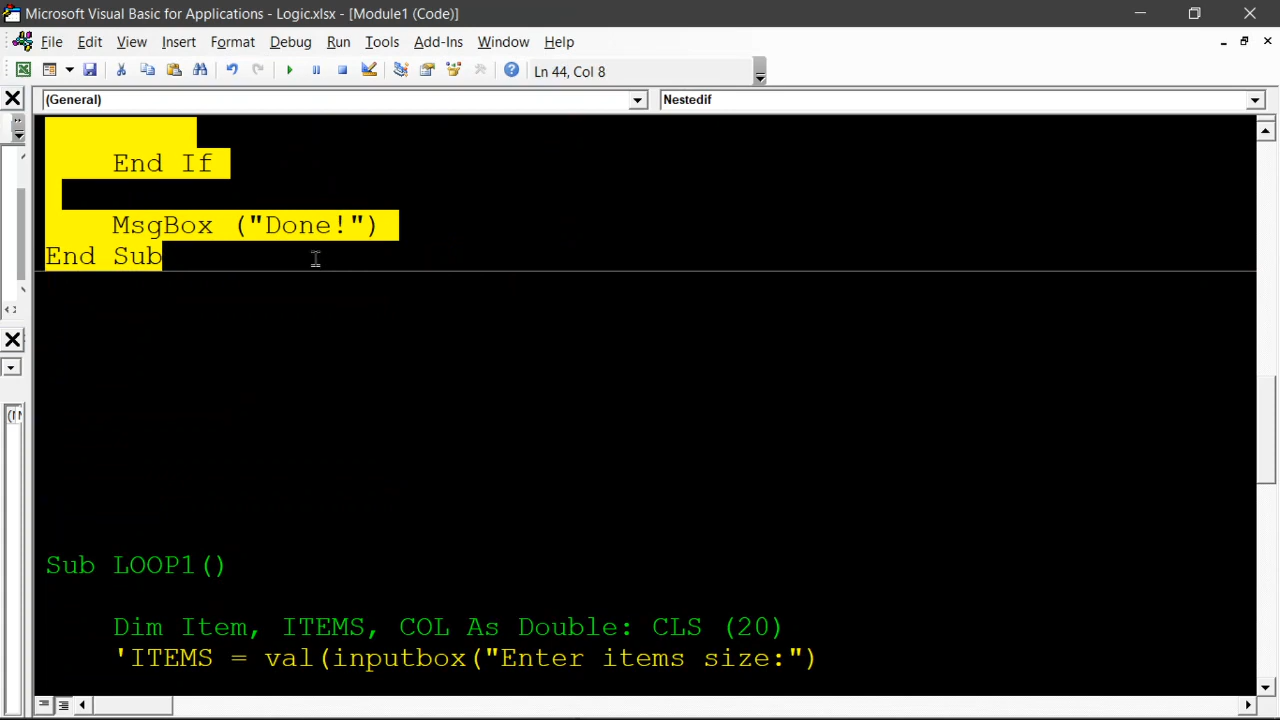 Microsoft Visual Basic for Applications - Logic.xlsx - [Module1 (Code)]
File Edit View Insert Format Debug Run Tools Add-Ins Window Help
Ln 44, Col 8
(General) Nestedif
End If
MsgBox ("Done!")
End Sub
Sub LOOP1()
Dim Item, ITEMS, COL As Double: CLS (20)
'ITEMS = val(inputbox("Enter items size:")